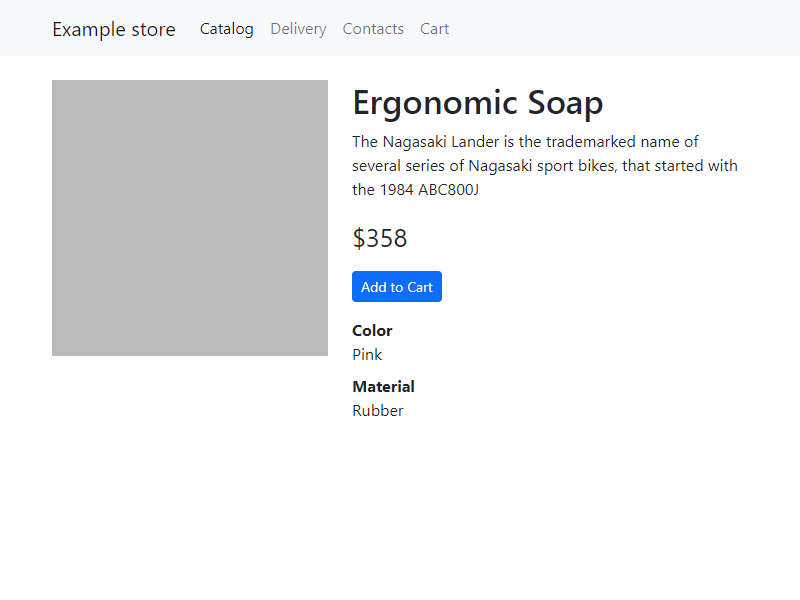 Example store Catalog Delivery Contacts Cart
Ergonomic Soap
The Nagasaki Lander is the trademarked name of
several series of Nagasaki sport bikes, that started with
the 1984 ABC800J
$358
Add to Cart
Color
Pink
Material
Rubber